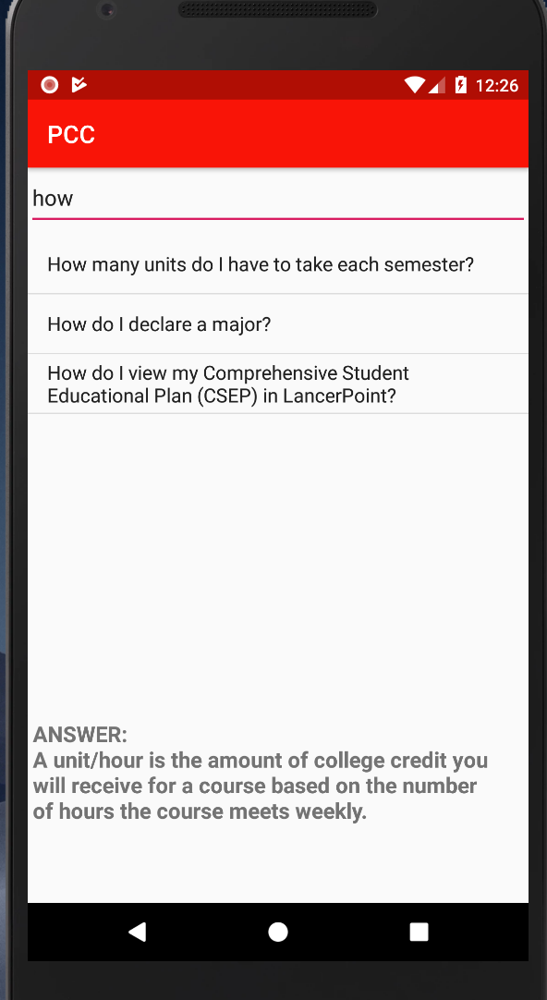 12:26
PCC
how
How many units do I have to take each semester?
How do I declare a major?
How do I view my Comprehensive Student
Educational Plan (CSEP) in LancerPoint?
ANSWER:
A unit/hour is the amount of college credit you
will receive for a course based on the number
of hours the course meets weekly.